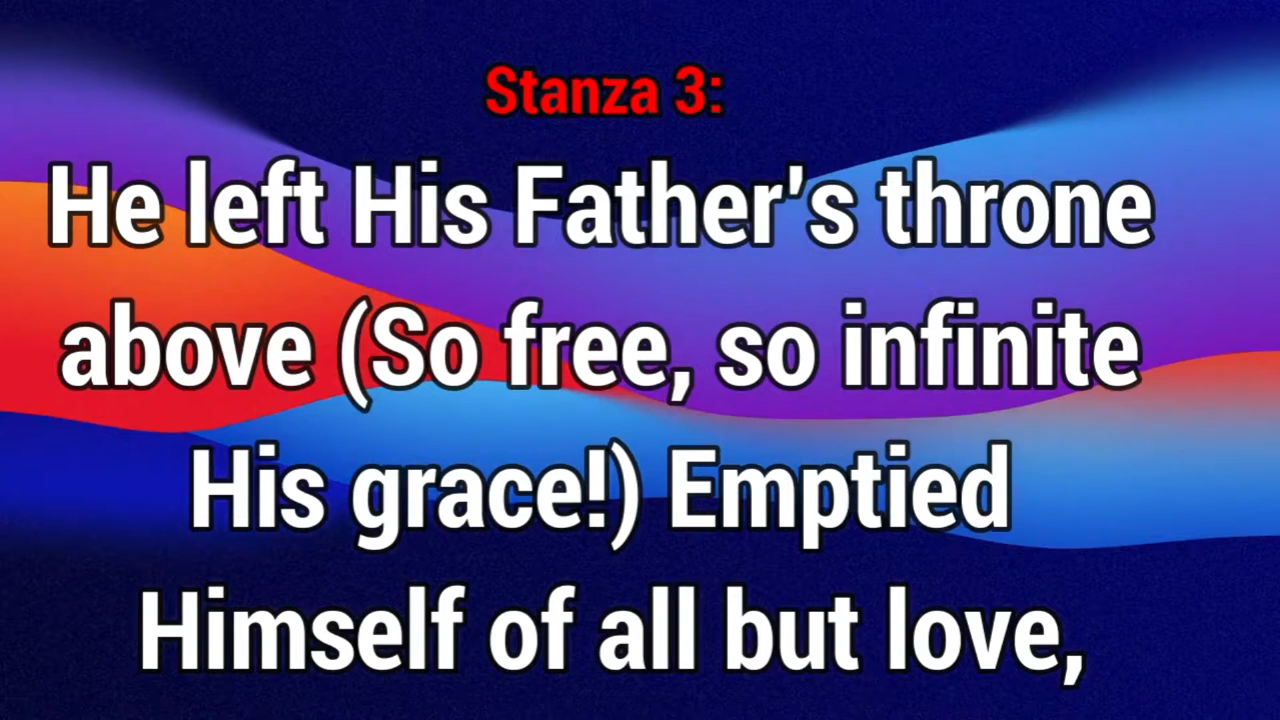 Stanza 3:
He left His Father's throne
above (So free, so infinite
His grace!) Emptied
Himself of all but love,